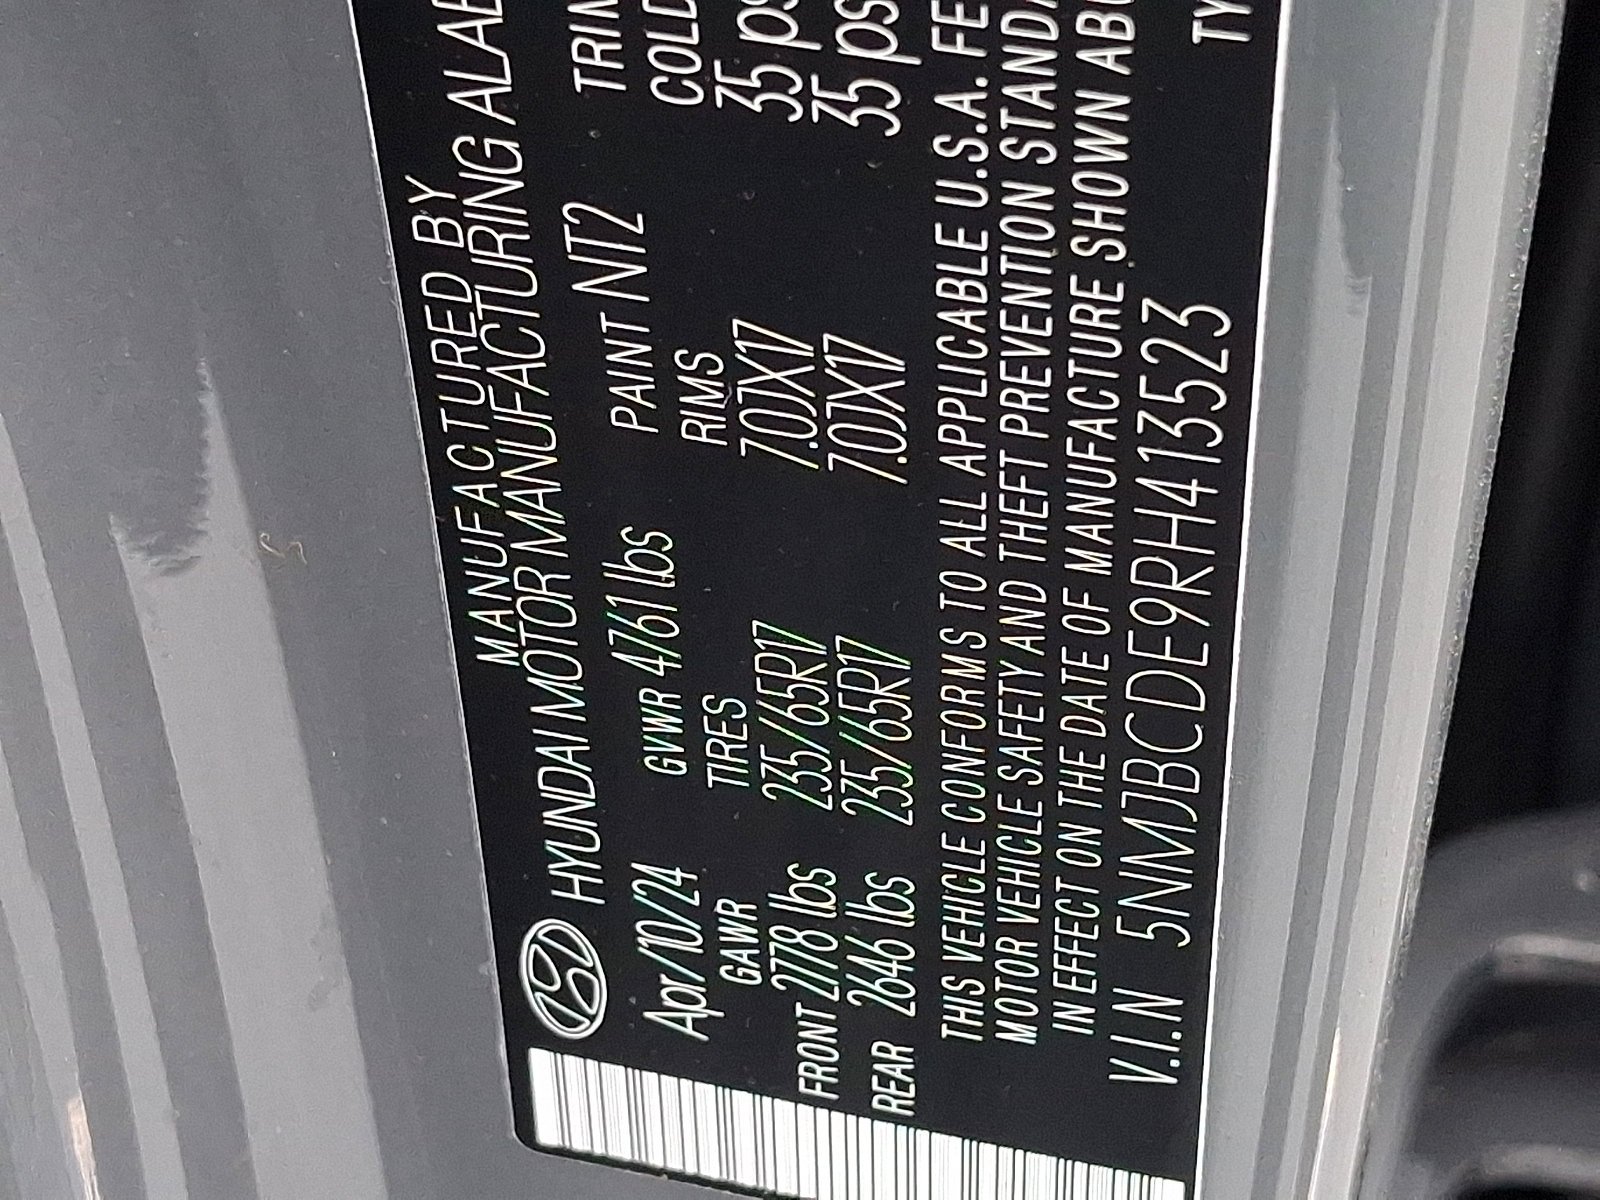 MANUFACTURED BY
HYUNDAI MOTOR MANUFACTURING ALAB
Apr/10/24 GVWR 4761 lbs PAINT NT2 TRIM
GAWR TIRES RIMS COLD
FRONT 2778 lbs 235/65R17 7.0JX17 35 ps
REAR 2646 lbs 235/65R17 7.0JX17 35 ps
THIS VEHICLE CONFORMS TO ALL APPLICABLE U.S.A. FE
MOTOR VEHICLE SAFETY AND THEFT PREVENTION STANDA
IN EFFECT ON THE DATE OF MANUFACTURE SHOWN ABO
V.I.N 5NMJBCDE9RH413523 TY